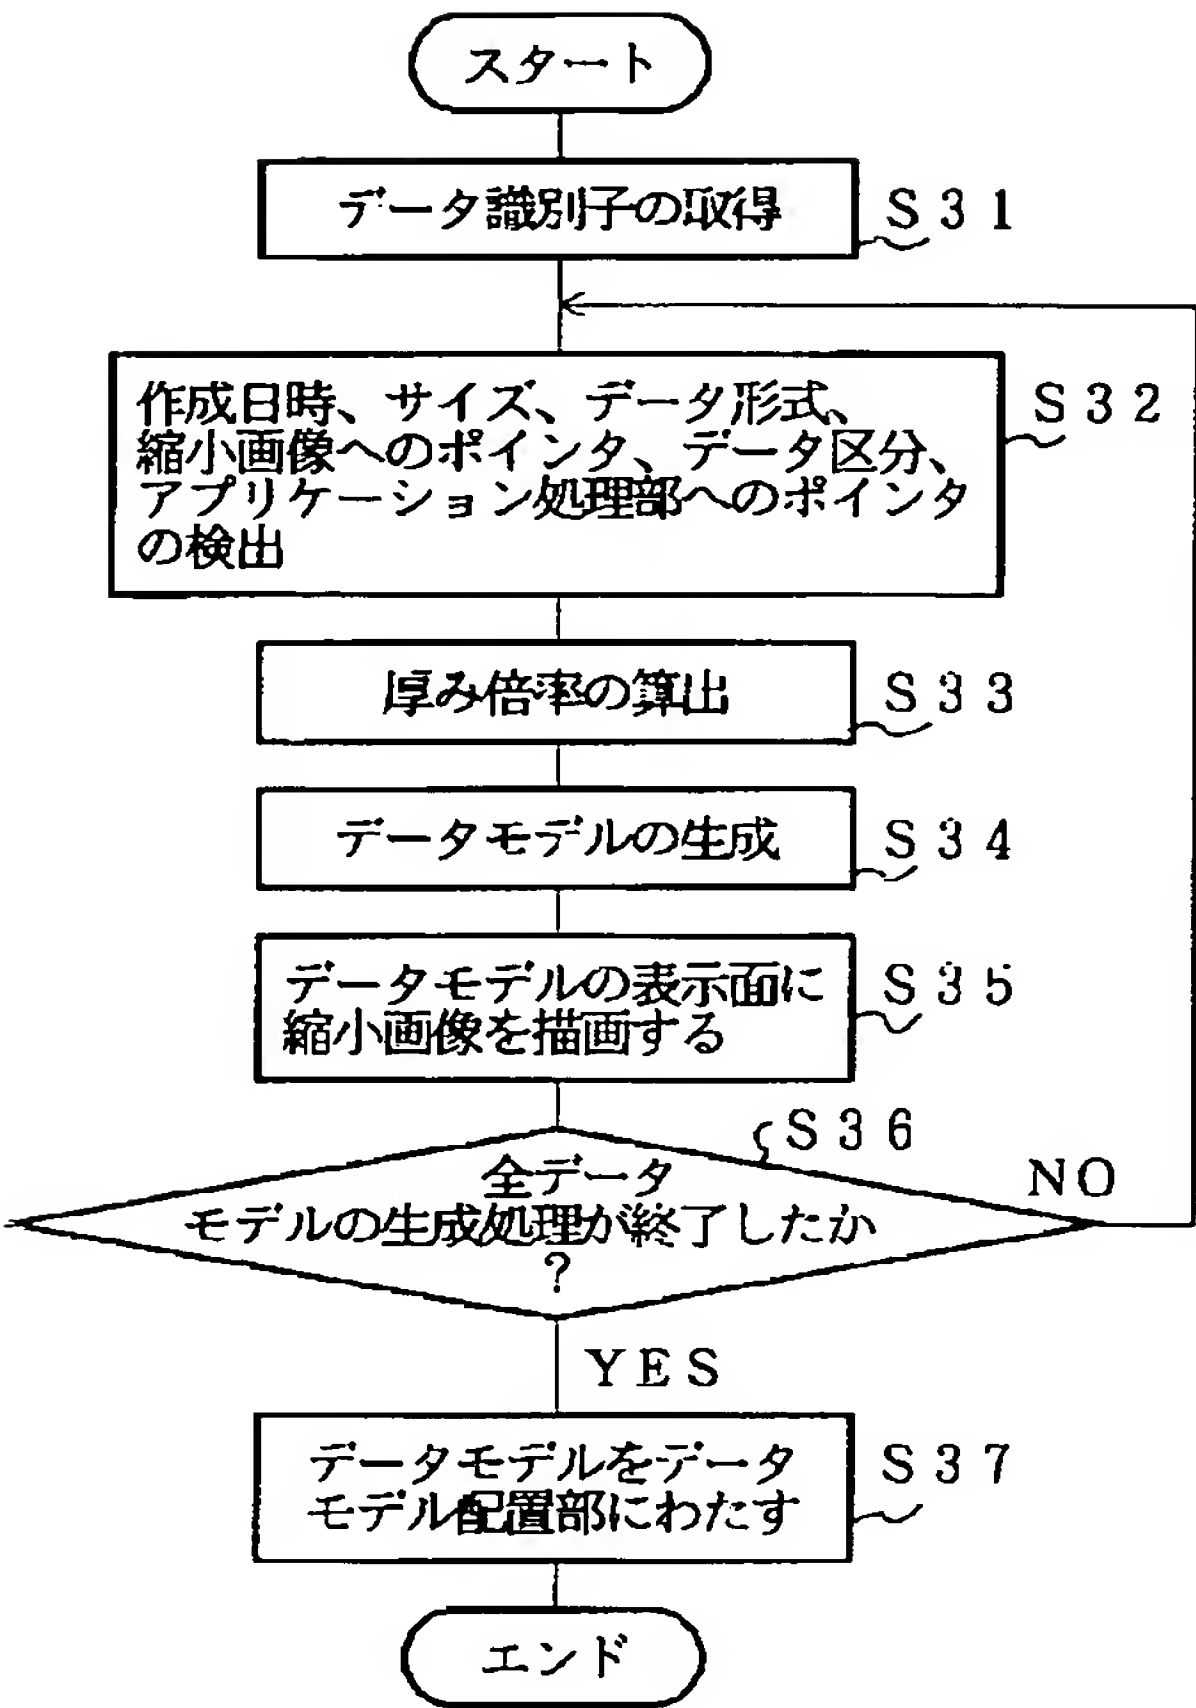 スタート
データ識別子の取得
S31
作成日時、サイズ、データ形式、
縮小画像へのポインタ、データ区分、
アプリケーション処理部へのポインタ
の検出
S32
厚み倍率の算出
S33
データモデルの生成
S34
データモデルの表示面に
縮小画像を描画する
S35
S36
全データ
モデルの生成処理が終了したか
?
NO
YES
データモデルをデータ
モデル配置部にわたす
S37
エンド